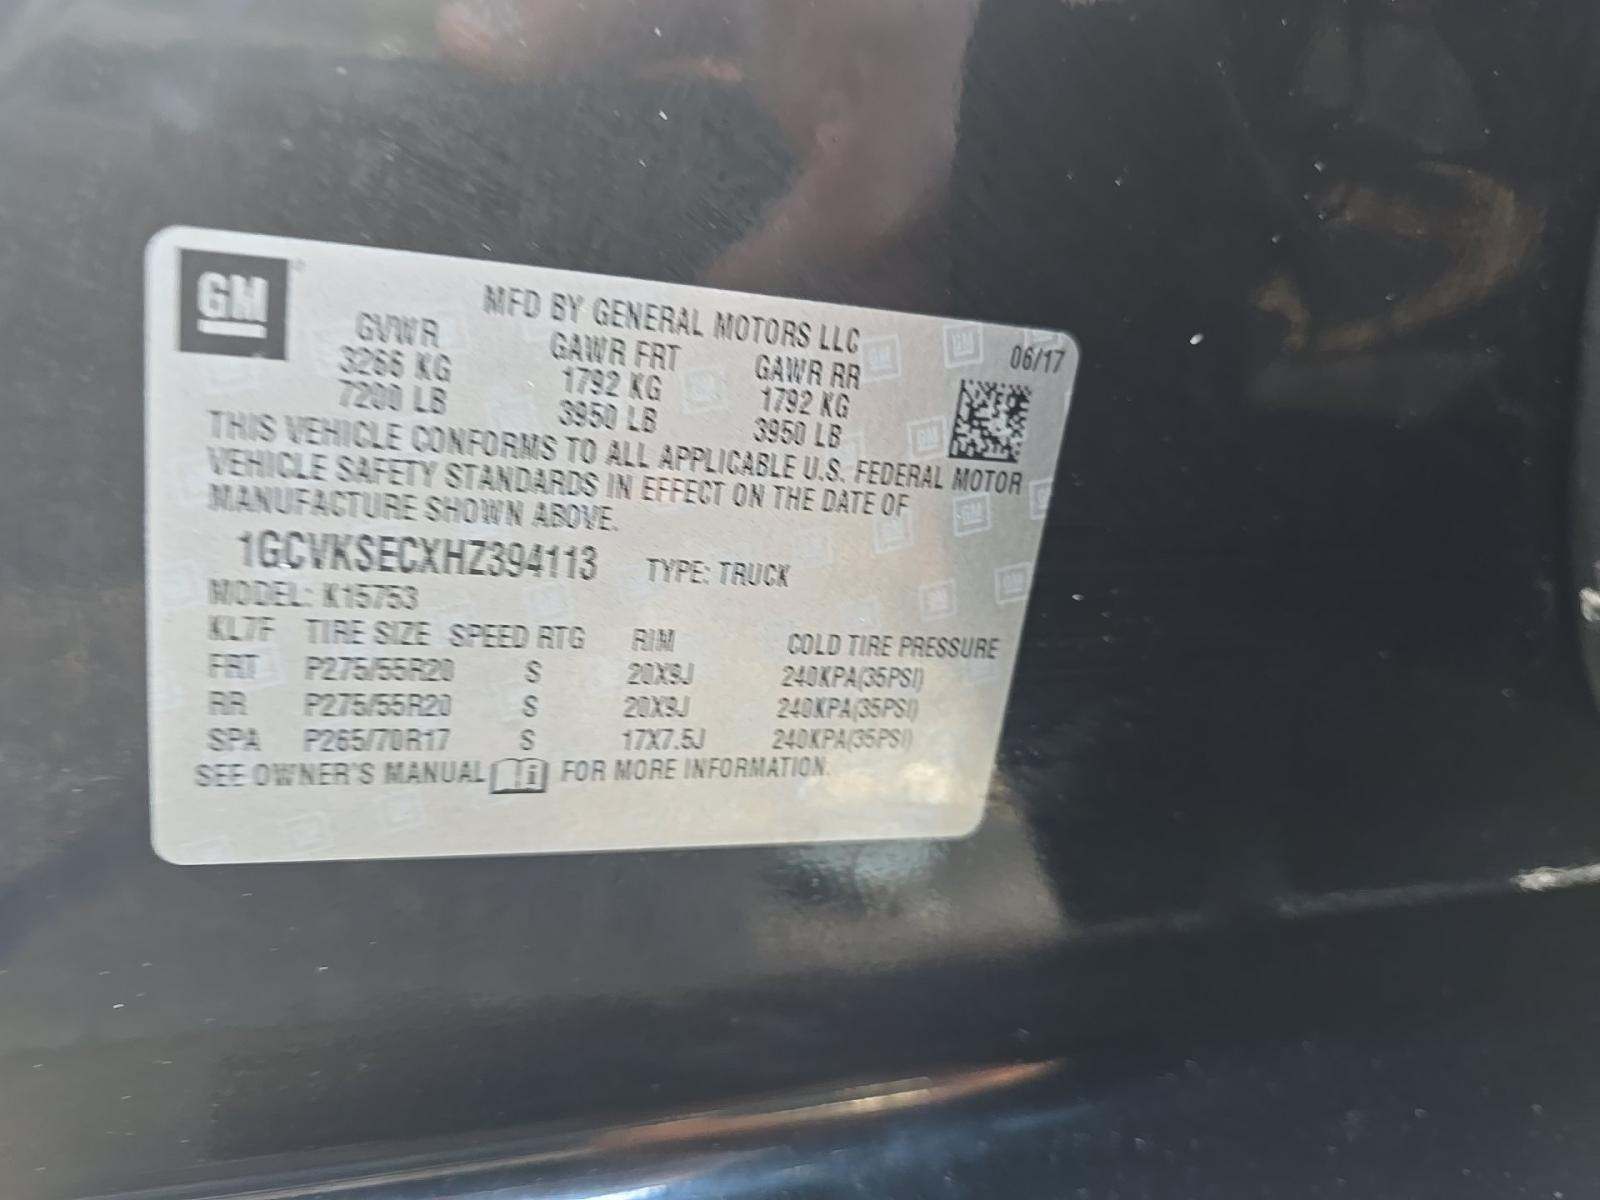 GM
MFD BY GENERAL MOTORS LLC
06/17
GVWR GAWR FRT GAWR RR
3266 KG 1792 KG 1792 KG
7200 LB 3950 LB 3950 LB
THIS VEHICLE CONFORMS TO ALL APPLICABLE U.S. FEDERAL MOTOR
VEHICLE SAFETY STANDARDS IN EFFECT ON THE DATE OF
MANUFACTURE SHOWN ABOVE.
1GCVKSECXHZ394113 TYPE: TRUCK
MODEL: K15753
KL7F TIRE SIZE SPEED RTG RIM COLD TIRE PRESSURE
FRT P275/55R20 S 20X9J 240KPA(35PSI)
RR P275/55R20 S 20X9J 240KPA(35PSI)
SPA P265/70R17 S 17X7.5J 240KPA(35PSI)
SEE OWNER'S MANUAL FOR MORE INFORMATION.